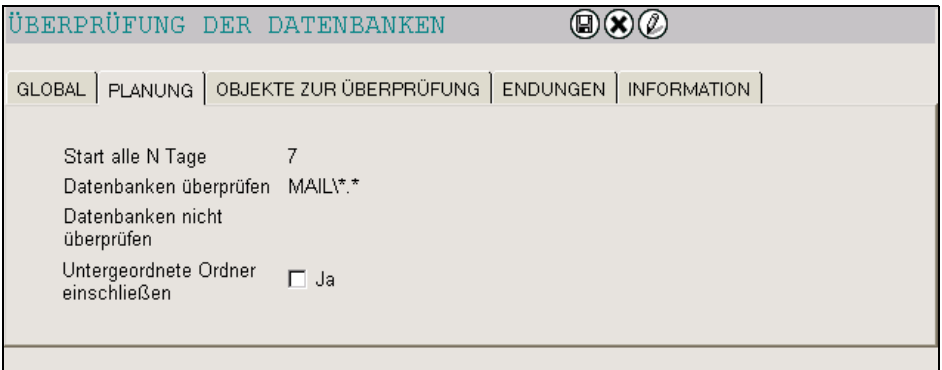 ÜBERPRÜFUNG DER DATENBANKEN
GLOBAL PLANUNG OBJEKTE ZUR ÜBERPRÜFUNG ENDUNGEN INFORMATION
Start alle N Tage 7
Datenbanken überprüfen MAIL\*.*
Datenbanken nicht
überprüfen
Untergeordnete Ordner
einschließen Ja